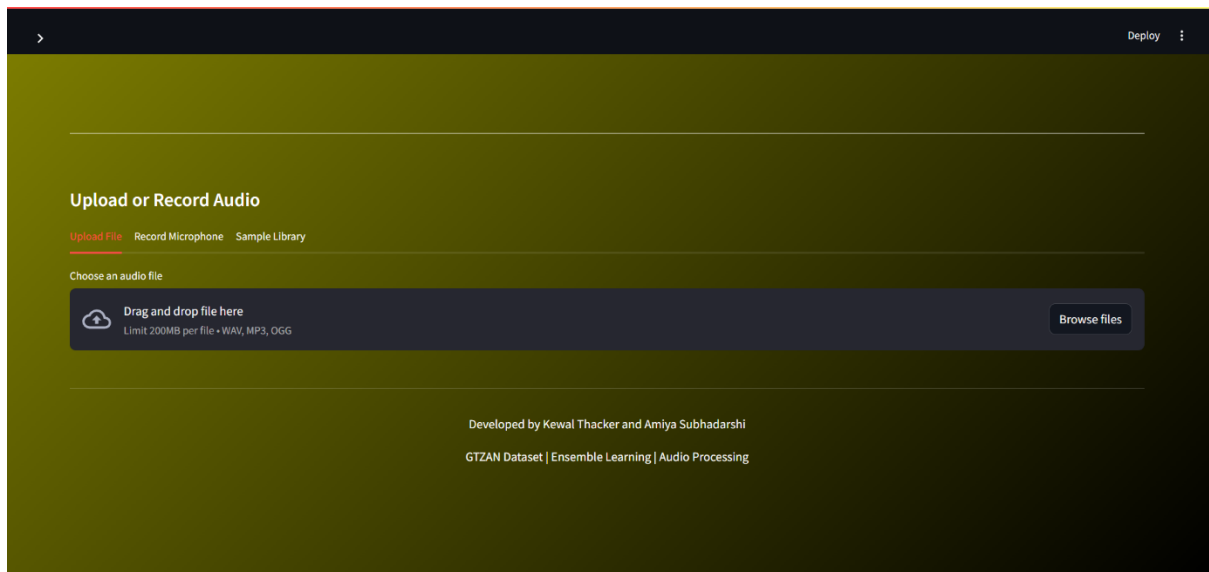 Deploy
Upload or Record Audio
Upload File Record Microphone Sample Library
Choose an audio file
Drag and drop file here
Limit 200MB per file • WAV, MP3, OGG
Browse files
Developed by Kewal Thacker and Amiya Subhadarshi
GTZAN Dataset | Ensemble Learning | Audio Processing